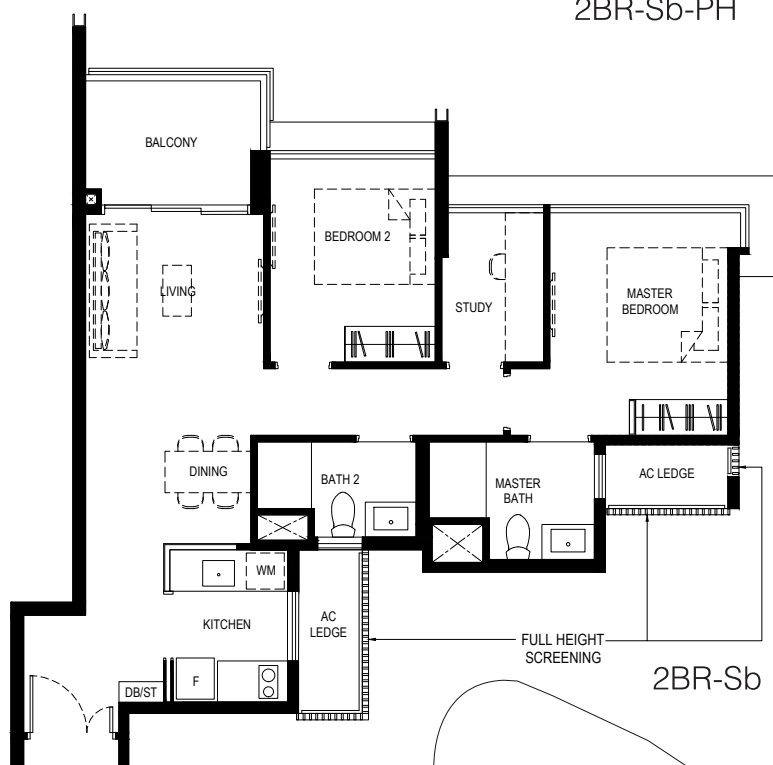 2BR-Sb-PH
BALCONY
BEDROOM 2
LIVING
STUDY
MASTER
BEDROOM
DINING
BATH 2
MASTER
BATH
AC LEDGE
WM
KITCHEN
AC
LEDGE
FULL HEIGHT
SCREENING
F
DB/ST
2BR-Sb